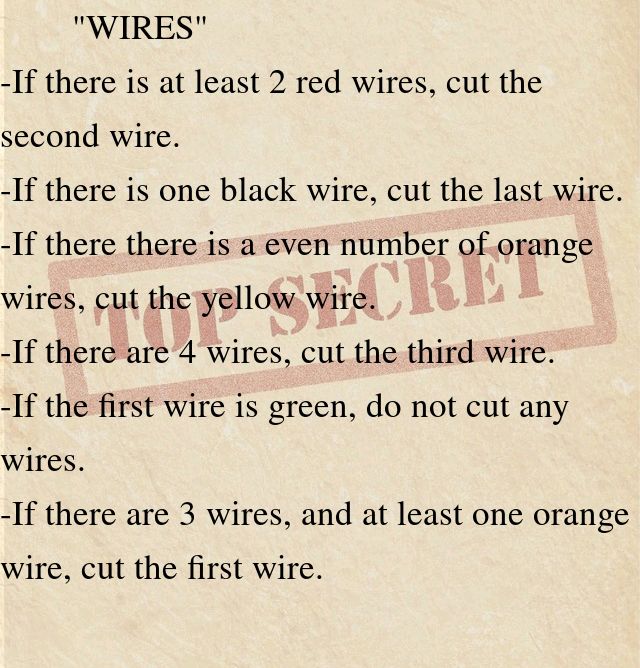 "WIRES"
-If there is at least 2 red wires, cut the
second wire.
-If there is one black wire, cut the last wire.
-If there there is a even number of orange
wires, cut the yellow wire.
TOP SECRET
-If there are 4 wires, cut the third wire.
-If the first wire is green, do not cut any
wires.
-If there are 3 wires, and at least one orange
wire, cut the first wire.